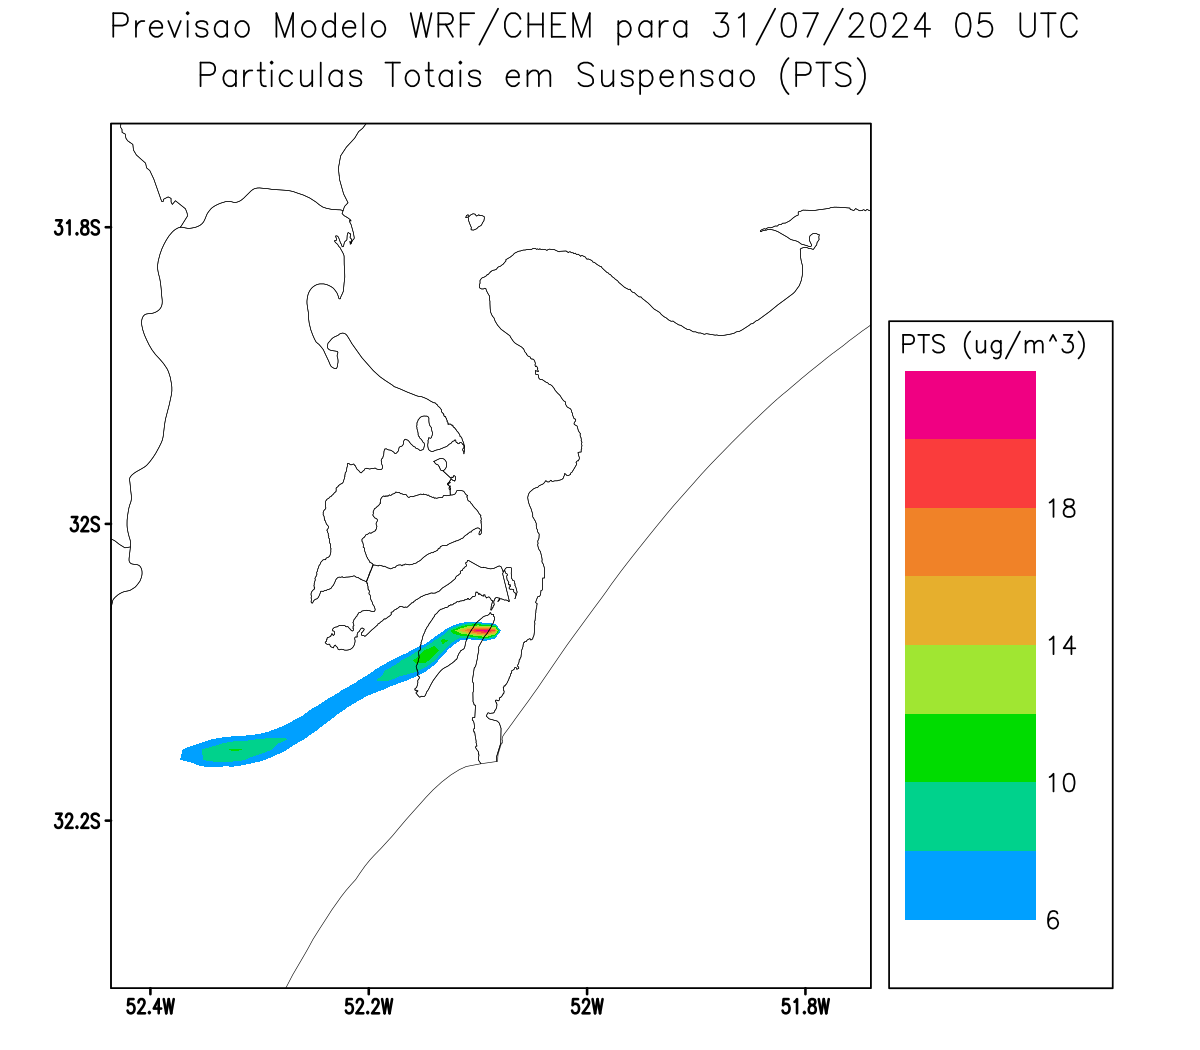 Previsao Modelo WRF/CHEM para 31/07/2024 05 UTC
Particulas Totais em Suspensao (PTS)
31.8S
32S
32.2S
52.4W
52.2W
52W
51.8W
PTS (ug/m^3)
18
14
10
6